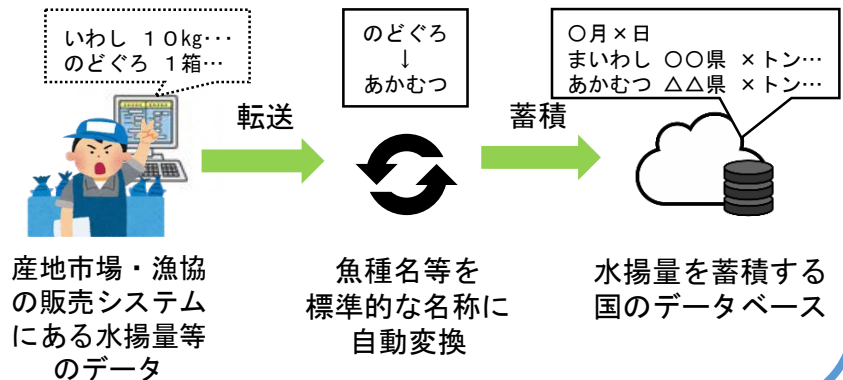 いわし １０kg･･･
のどぐろ １箱…
のどぐろ
↓
あかむつ
〇月×日
まいわし 〇〇県 ×トン…
あかむつ △△県 ×トン…
転送
蓄積
産地市場・漁協
の販売システム
にある水揚量等
のデータ
魚種名等を
標準的な名称に
自動変換
水揚量を蓄積する
国のデータベース